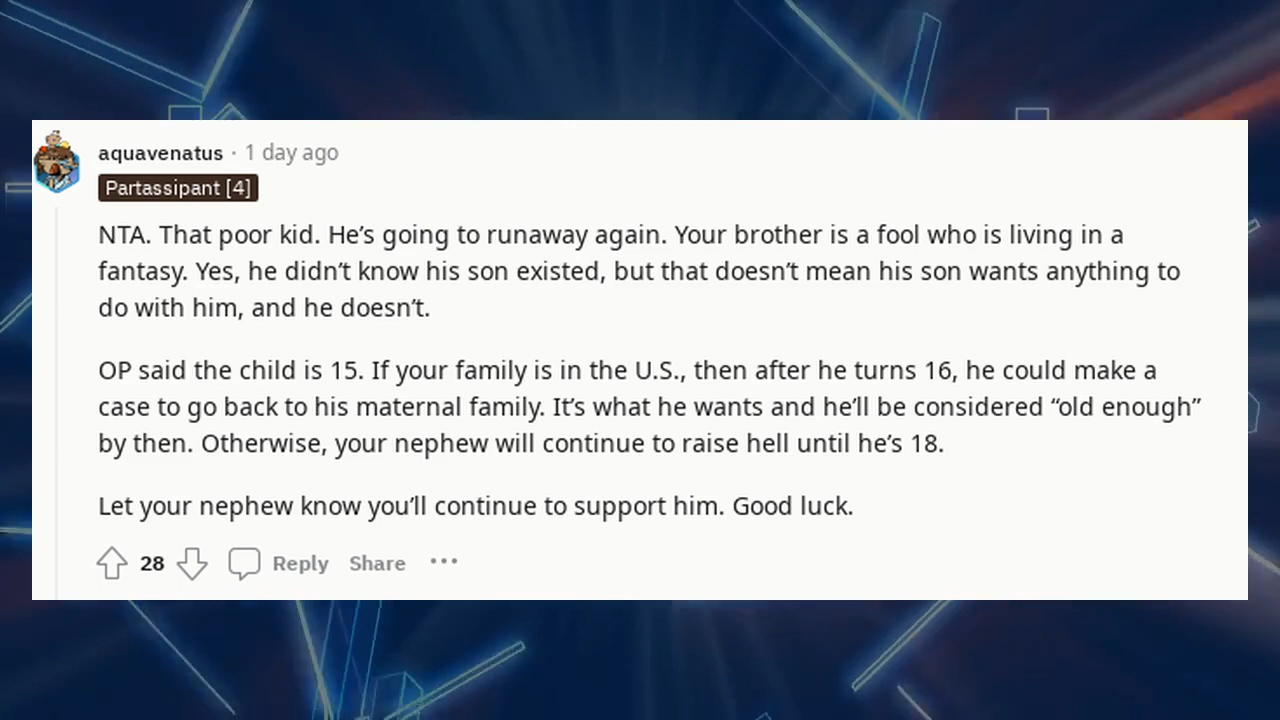 aquavenatus · 1 day ago
Partassipant [4]
NTA. That poor kid. He’s going to runaway again. Your brother is a fool who is living in a
fantasy. Yes, he didn’t know his son existed, but that doesn’t mean his son wants anything to
do with him, and he doesn’t.
OP said the child is 15. If your family is in the U.S., then after he turns 16, he could make a
case to go back to his maternal family. It’s what he wants and he’ll be considered “old enough”
by then. Otherwise, your nephew will continue to raise hell until he’s 18.
Let your nephew know you’ll continue to support him. Good luck.
28 Reply Share •••